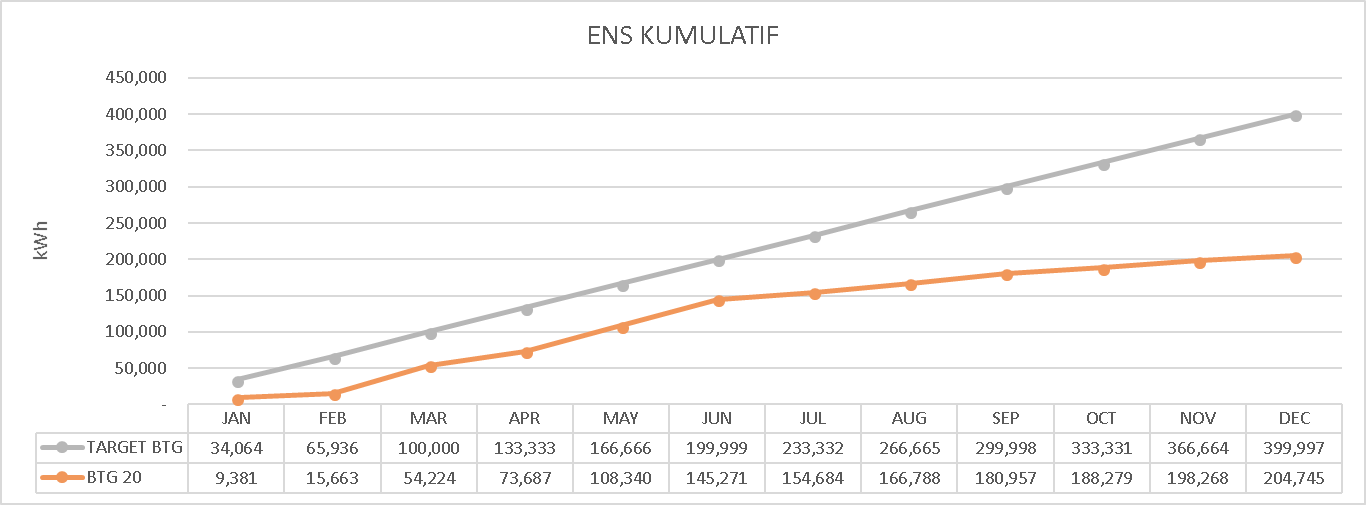 ENS KUMULATIF
450,000
400,000
350,000
300,000
250,000
200,000
150,000
100,000
50,000
-
kWh
JAN FEB MAR APR MAY JUN JUL AUG SEP OCT NOV DEC
TARGET BTG 34,064 65,936 100,000 133,333 166,666 199,999 233,332 266,665 299,998 333,331 366,664 399,997
BTG 20 9,381 15,663 54,224 73,687 108,340 145,271 154,684 166,788 180,957 188,279 198,268 204,745